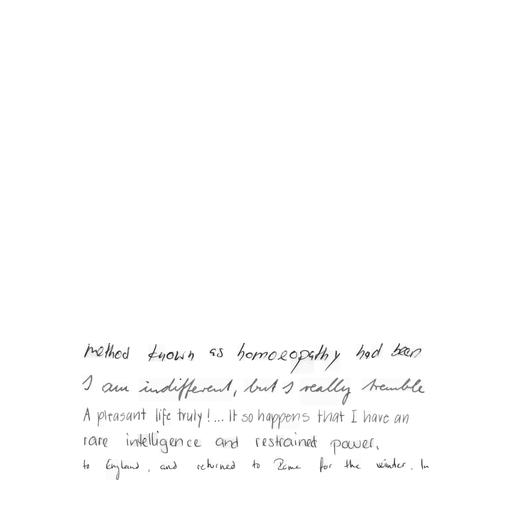 method known as homoeopathy had been
I am indifferent, but I really tremble
A pleasant life truly!... It so happens that I have an
rare intelligence and restrained power.
to England, and returned to Rome for the winter. In